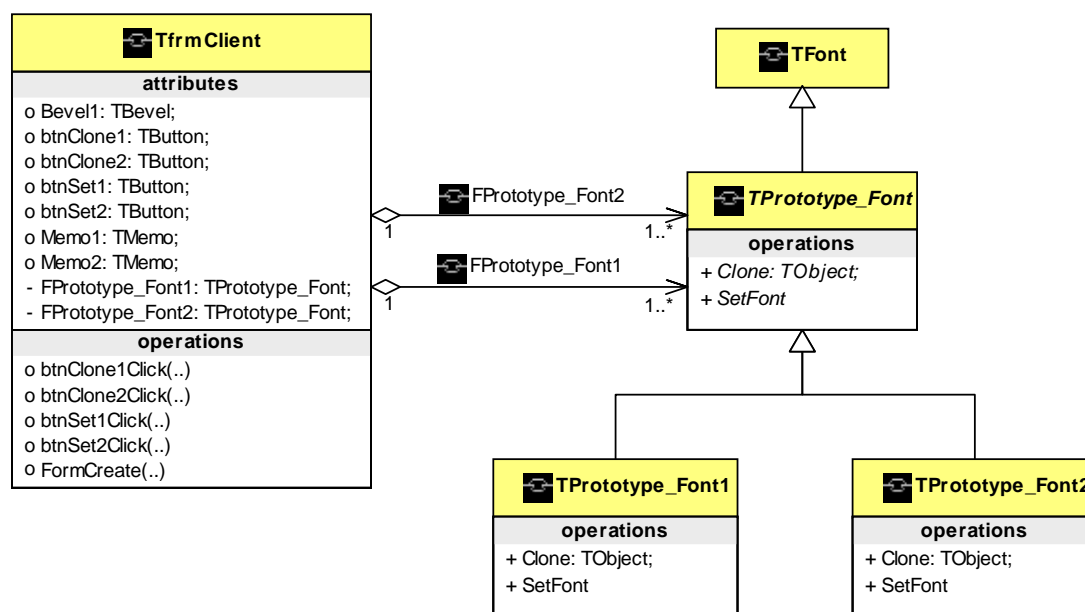 TfrmClient
attributes
o Bevel1: TBevel;
o btnClone1: TButton;
o btnClone2: TButton;
o btnSet1: TButton;
o btnSet2: TButton;
o Memo1: TMemo;
o Memo2: TMemo;
- FPrototype_Font1: TPrototype_Font;
- FPrototype_Font2: TPrototype_Font;
operations
o btnClone1Click(..)
o btnClone2Click(..)
o btnSet1Click(..)
o btnSet2Click(..)
o FormCreate(..)
FPrototype_Font2
1 1..*
FPrototype_Font1
1 1..*
TFont
TPrototype_Font
operations
+ Clone: TObject;
+ SetFont
TPrototype_Font1
operations
+ Clone: TObject;
+ SetFont
TPrototype_Font2
operations
+ Clone: TObject;
+ SetFont